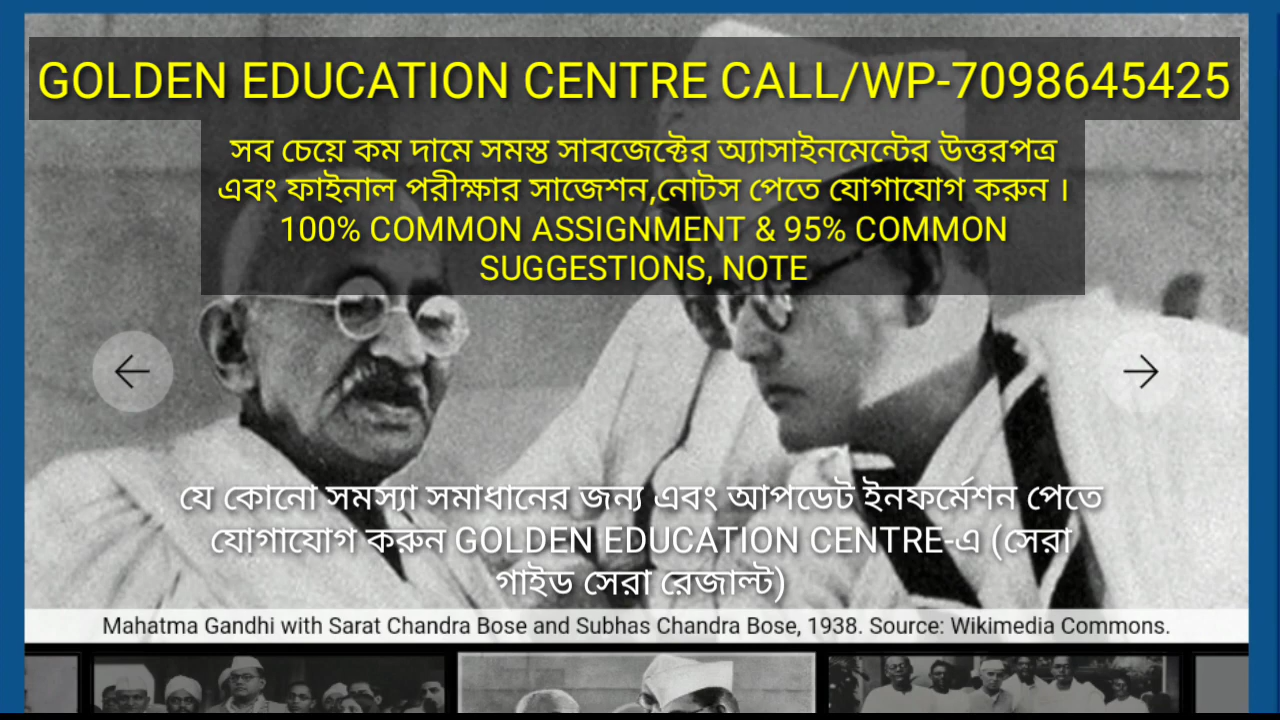 GOLDEN EDUCATION CENTRE CALL/WP-7098645425
সব চেয়ে কম দামে সমস্ত সাবজেক্টের অ্যাসাইনমেন্টের উত্তরপত্র
এবং ফাইনাল পরীক্ষার সাজেশন,নোটস পেতে যোগাযোগ করুন ।
100% COMMON ASSIGNMENT & 95% COMMON
SUGGESTIONS, NOTE
যে কোনো সমস্যা সমাধানের জন্য এবং আপডেট ইনফর্মেশন পেতে
যোগাযোগ করুন GOLDEN EDUCATION CENTRE-এ (সেরা
গাইড সেরা রেজাল্ট)
Mahatma Gandhi with Sarat Chandra Bose and Subhas Chandra Bose, 1938. Source: Wikimedia Commons.